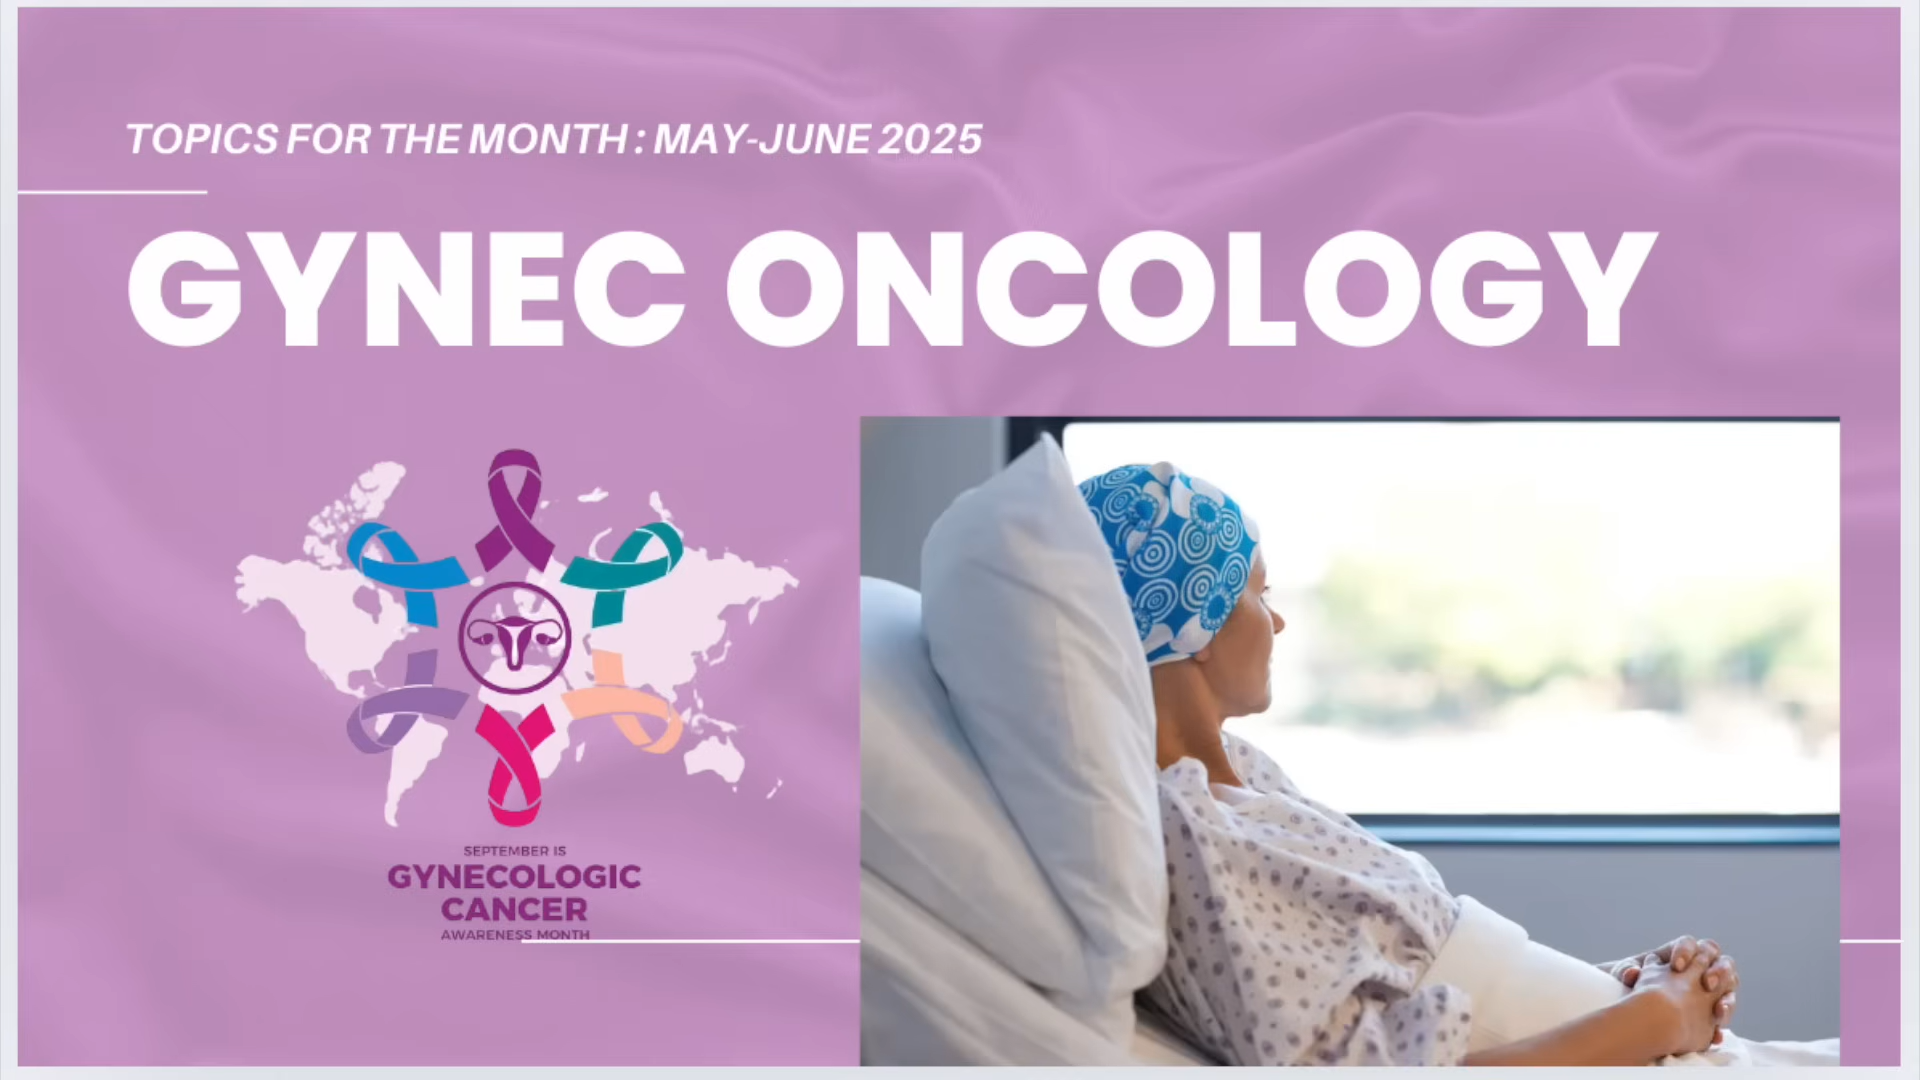 TOPICS FOR THE MONTH : MAY-JUNE 2025
GYNEC ONCOLOGY
SEPTEMBER IS
GYNECOLOGIC
CANCER
AWARENESS MONTH